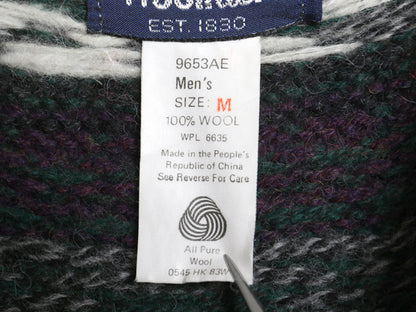 EST. 1830
9653AE
Men's
SIZE: M
100% WOOL
WPL 6635
Made in the People's
Republic of China
See Reverse For Care
All Pure
Wool
0545 HK 83W